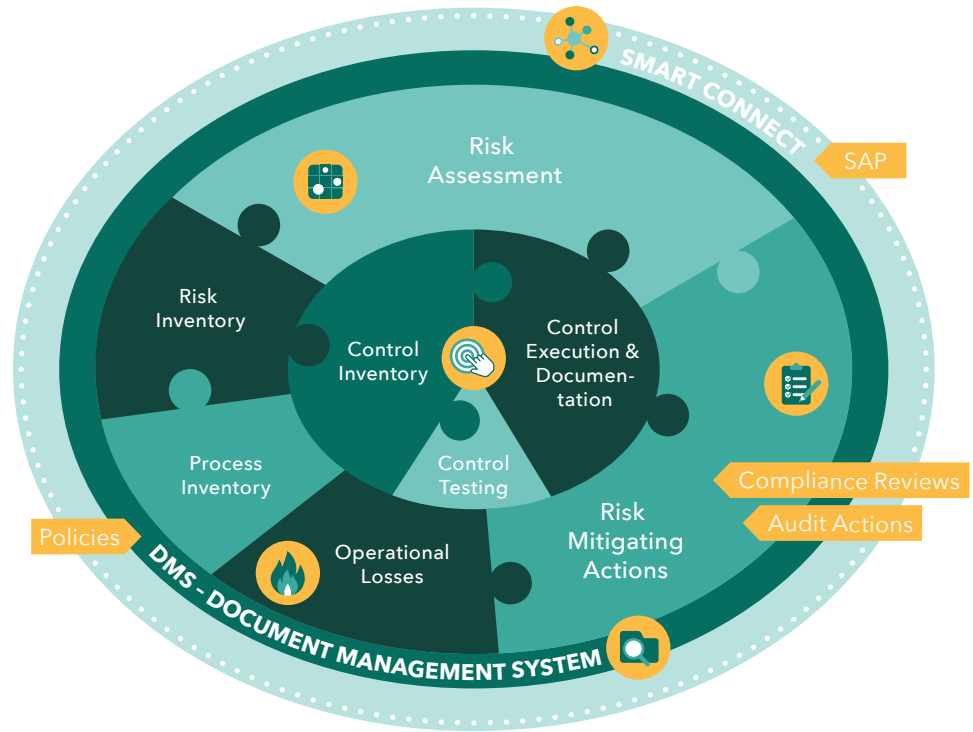 SMART CONNECT
SAP
Risk
Assessment
Risk
Inventory
Control
Inventory
Control
Execution &
Documen-
tation
Process
Inventory
Control
Testing
Compliance Reviews
Audit Actions
Risk
Mitigating
Actions
Policies
Operational
Losses
DMS - DOCUMENT MANAGEMENT SYSTEM